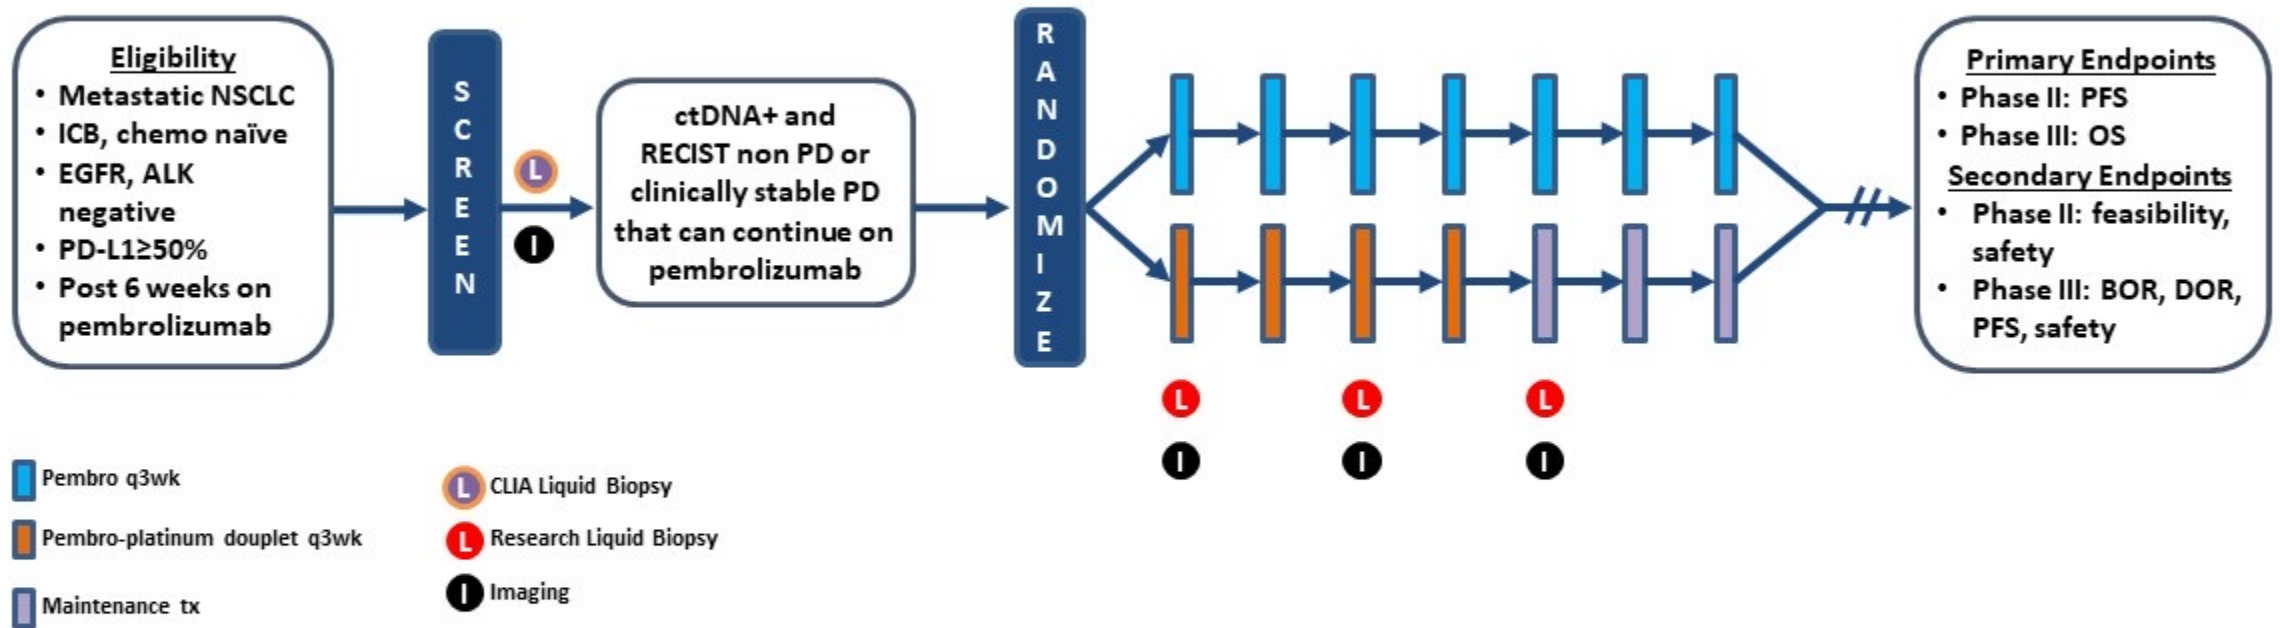 Eligibility
• Metastatic NSCLC
• ICB, chemo naïve
• EGFR, ALK
negative
• PD-L1≥50%
• Post 6 weeks on
pembrolizumab
SCREEN
L
I
ctDNA+ and
RECIST non PD or
clinically stable PD
that can continue on
pembrolizumab
RANDOMIZE
L L L
I I I
Primary Endpoints
• Phase II: PFS
• Phase III: OS
Secondary Endpoints
• Phase II: feasibility,
safety
• Phase III: BOR, DOR,
PFS, safety
Pembro q3wk
Pembro-platinum douplet q3wk
Maintenance tx
L CLIA Liquid Biopsy
L Research Liquid Biopsy
I Imaging